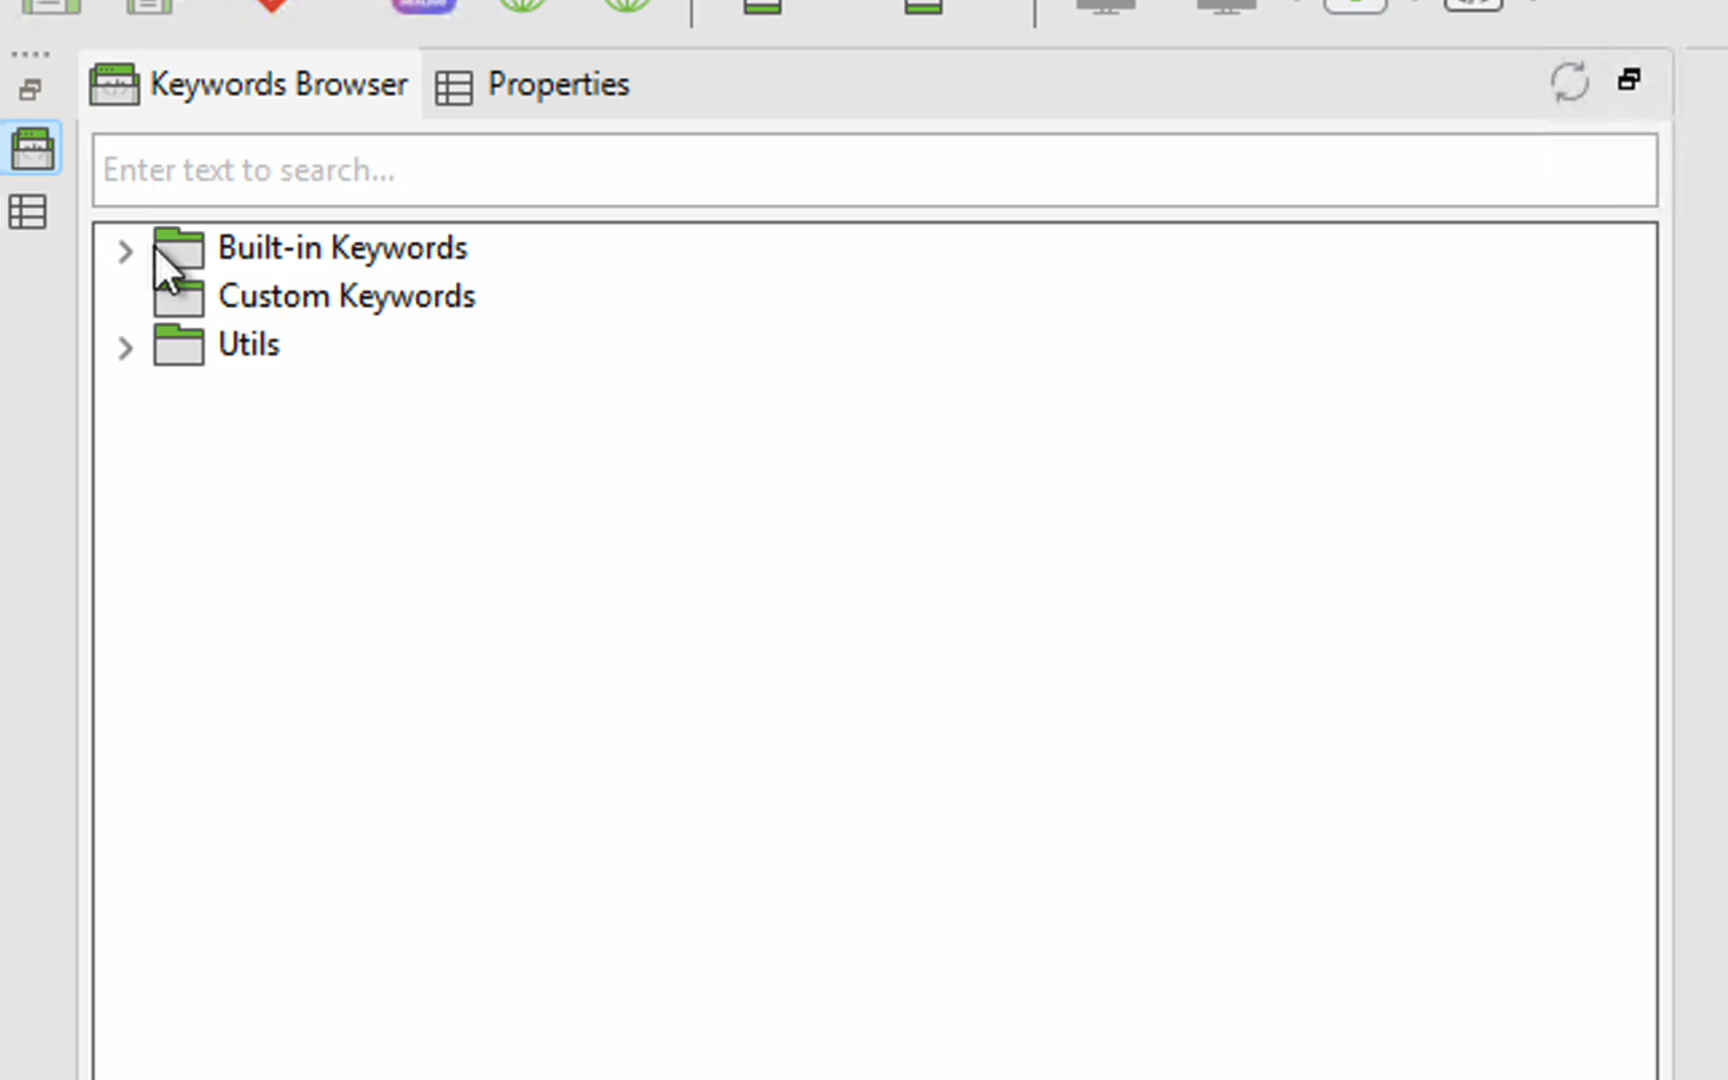 Keywords Browser
Properties
Enter text to search...
Built-in Keywords
Custom Keywords
Utils